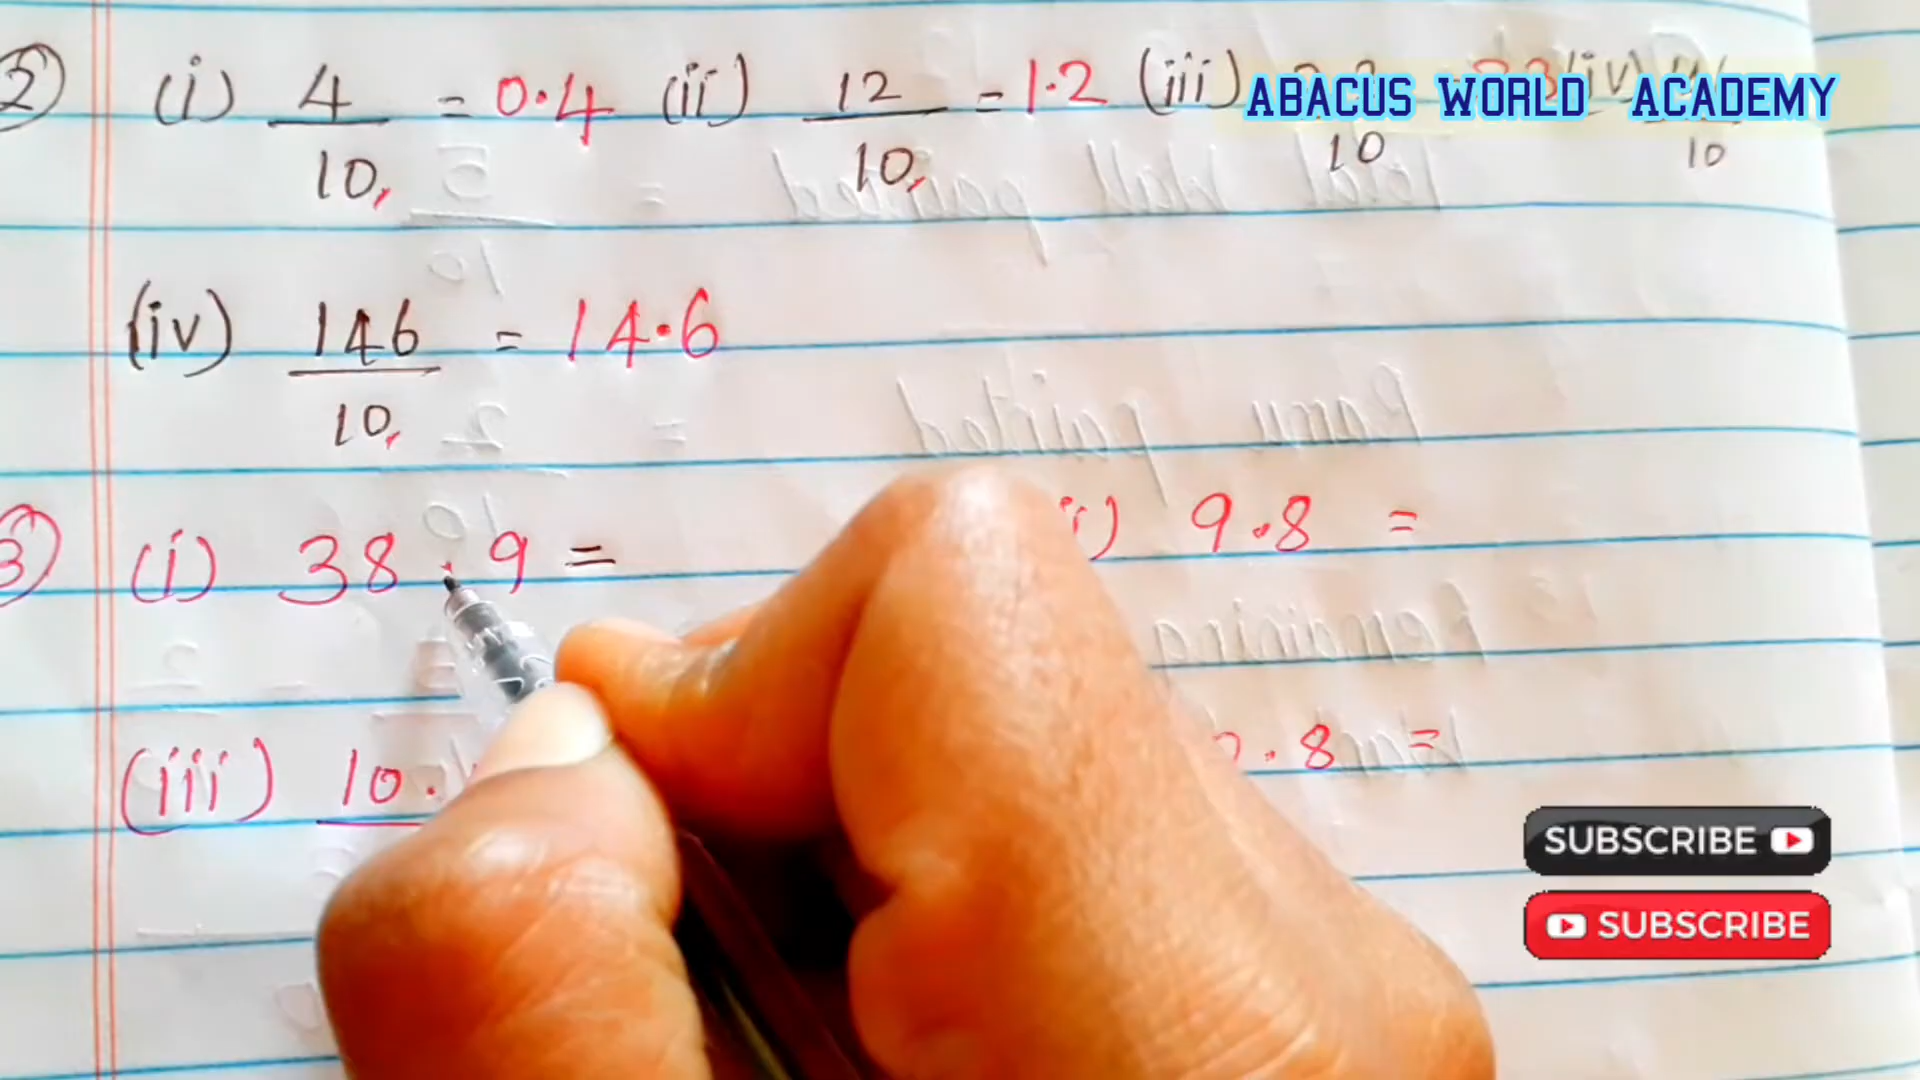 2) (i) 4/10 = 0.4 (ii) 12/10 = 1.2 (iii) /10 (iv) /10
ABACUS WORLD ACADEMY
(iv) 146/10 = 14.6
3) (i) 38.9 = 9.8 =
(iii) 10. .8 =
SUBSCRIBE
SUBSCRIBE